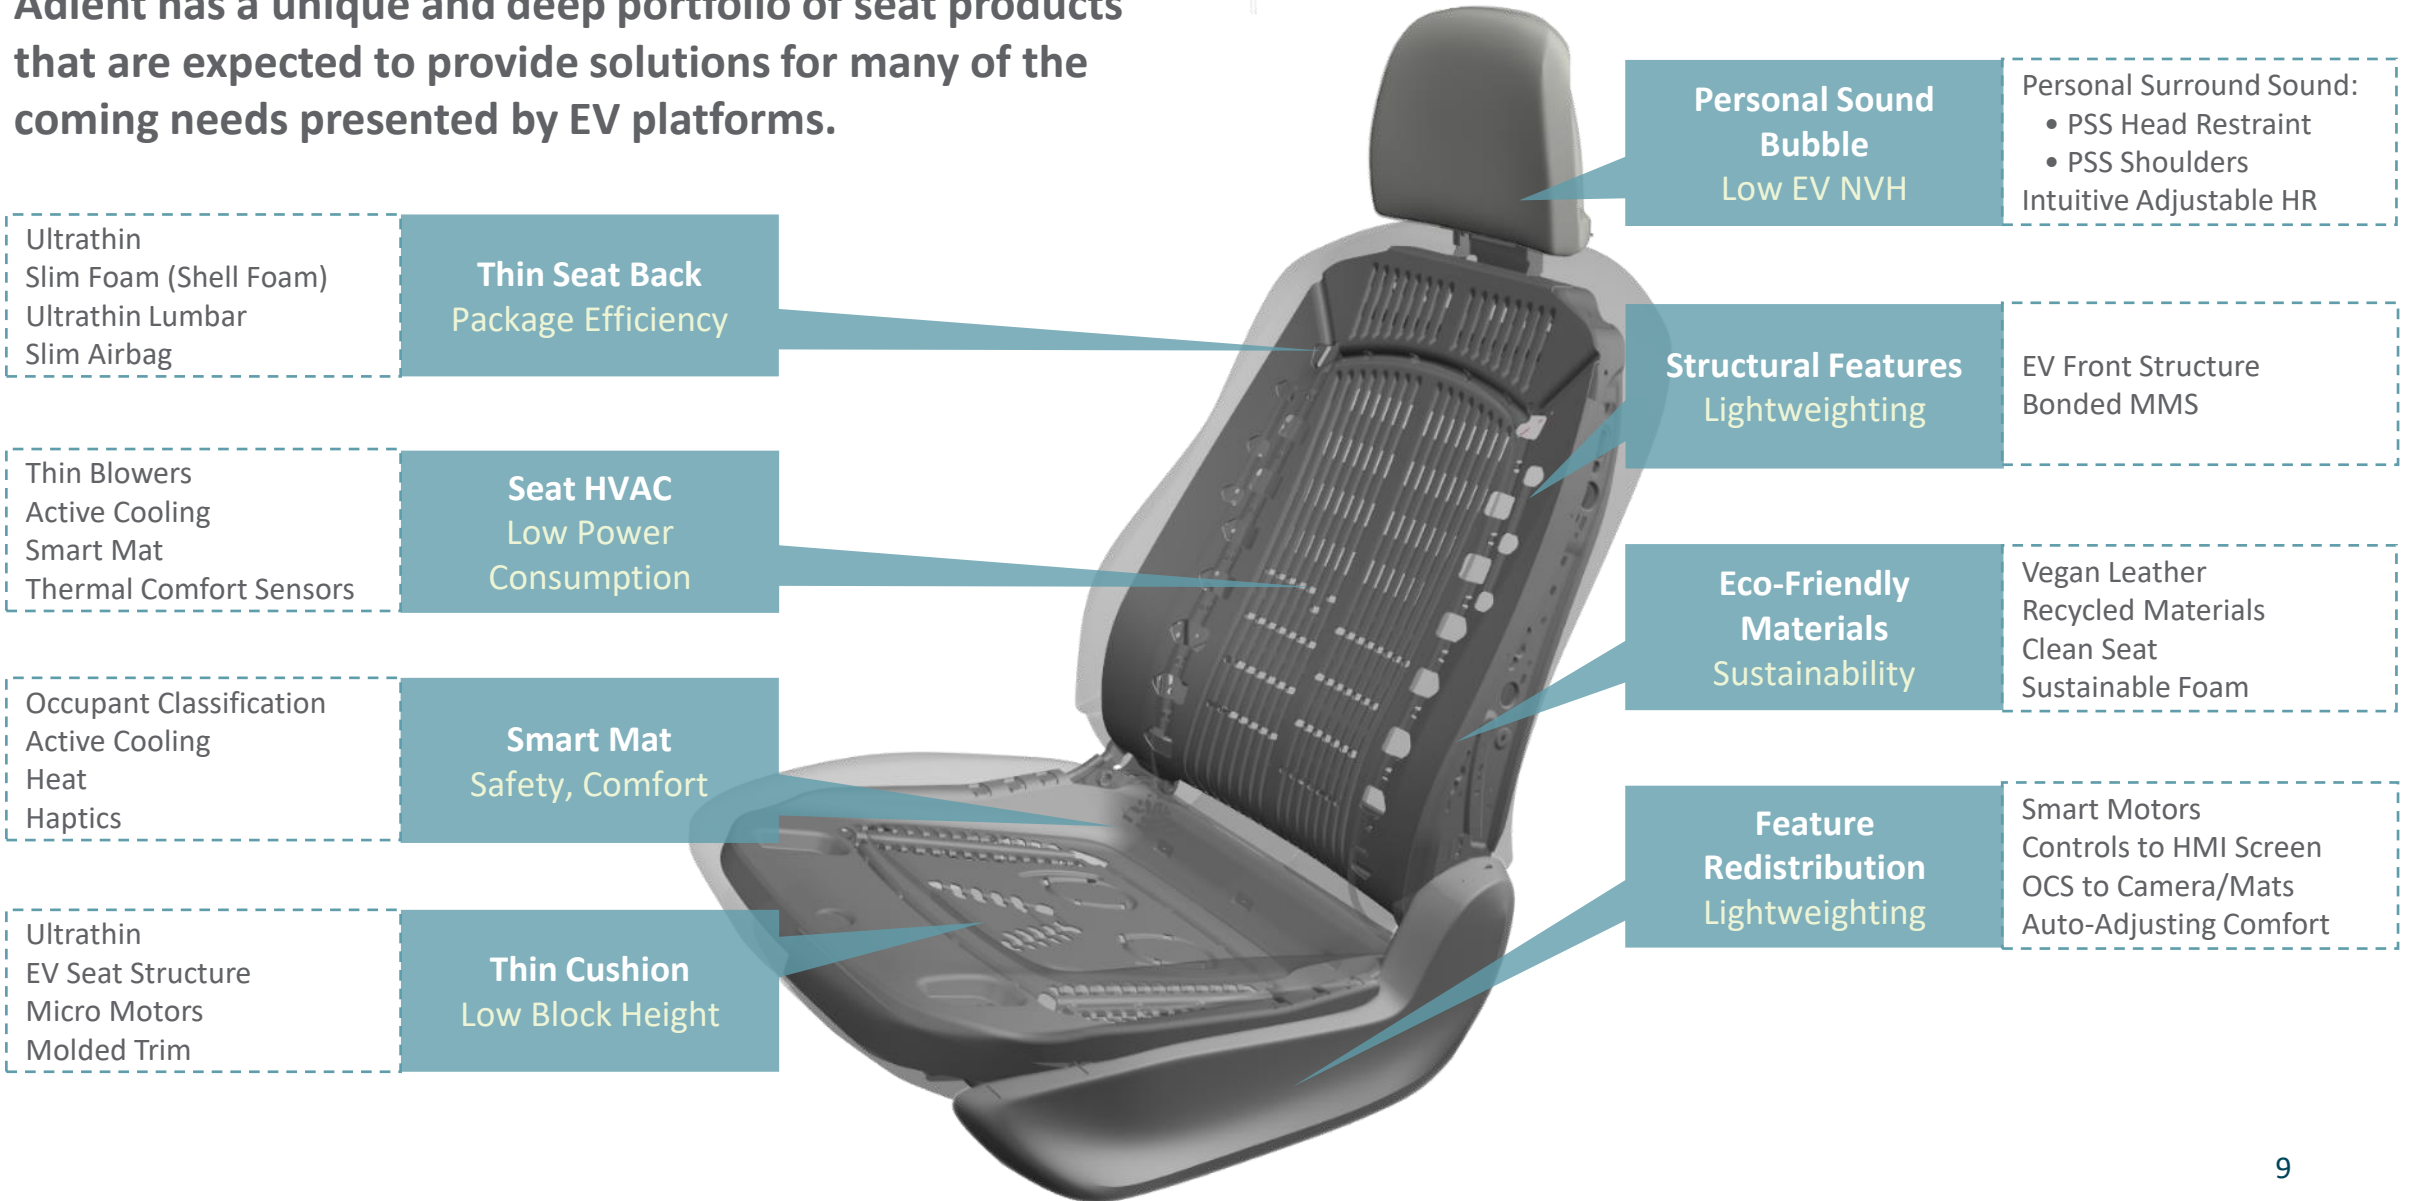 Adient has a unique and deep portfolio of seat products
that are expected to provide solutions for many of the
coming needs presented by EV platforms.
Ultrathin
Slim Foam (Shell Foam)
Ultrathin Lumbar
Slim Airbag
Thin Seat Back
Package Efficiency
Thin Blowers
Active Cooling
Smart Mat
Thermal Comfort Sensors
Seat HVAC
Low Power
Consumption
Occupant Classification
Active Cooling
Heat
Haptics
Smart Mat
Safety, Comfort
Ultrathin
EV Seat Structure
Micro Motors
Molded Trim
Thin Cushion
Low Block Height
Personal Sound
Bubble
Low EV NVH
Personal Surround Sound:
• PSS Head Restraint
• PSS Shoulders
Intuitive Adjustable HR
Structural Features
Lightweighting
EV Front Structure
Bonded MMS
Eco-Friendly
Materials
Sustainability
Vegan Leather
Recycled Materials
Clean Seat
Sustainable Foam
Feature
Redistribution
Lightweighting
Smart Motors
Controls to HMI Screen
OCS to Camera/Mats
Auto-Adjusting Comfort
9